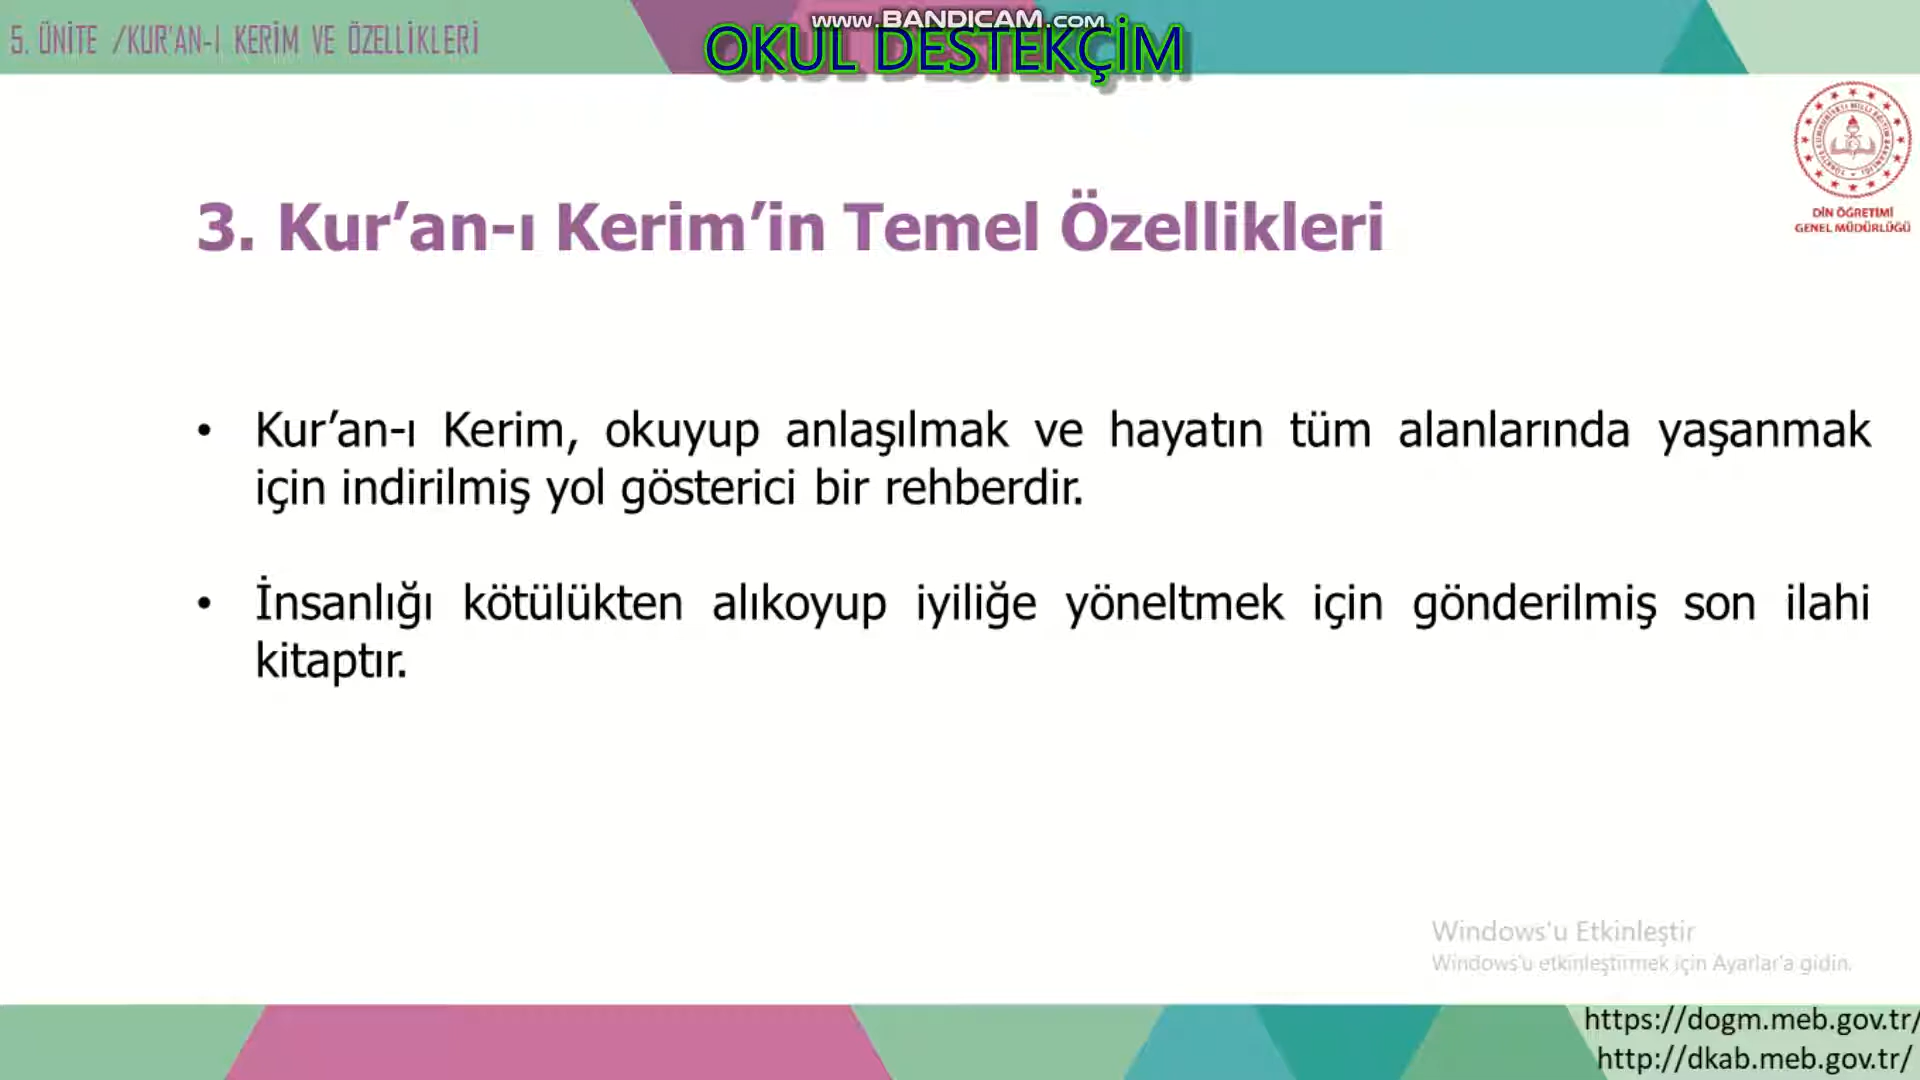 5. ÜNİTE /KUR'AN-I KERİM VE ÖZELLİKLERİ
www.BANDICAM.com
OKUL DESTEKÇİM
DİN ÖĞRETİMİ
GENEL MÜDÜRLÜĞÜ
3. Kur’an-ı Kerim’in Temel Özellikleri
• Kur’an-ı Kerim, okuyup anlaşılmak ve hayatın tüm alanlarında yaşanmak
için indirilmiş yol gösterici bir rehberdir.
• İnsanlığı kötülükten alıkoyup iyiliğe yöneltmek için gönderilmiş son ilahi
kitaptır.
Windows'u Etkinleştir
Windows'u etkinleştirmek için Ayarlar'a gidin.
https://dogm.meb.gov.tr/
http://dkab.meb.gov.tr/